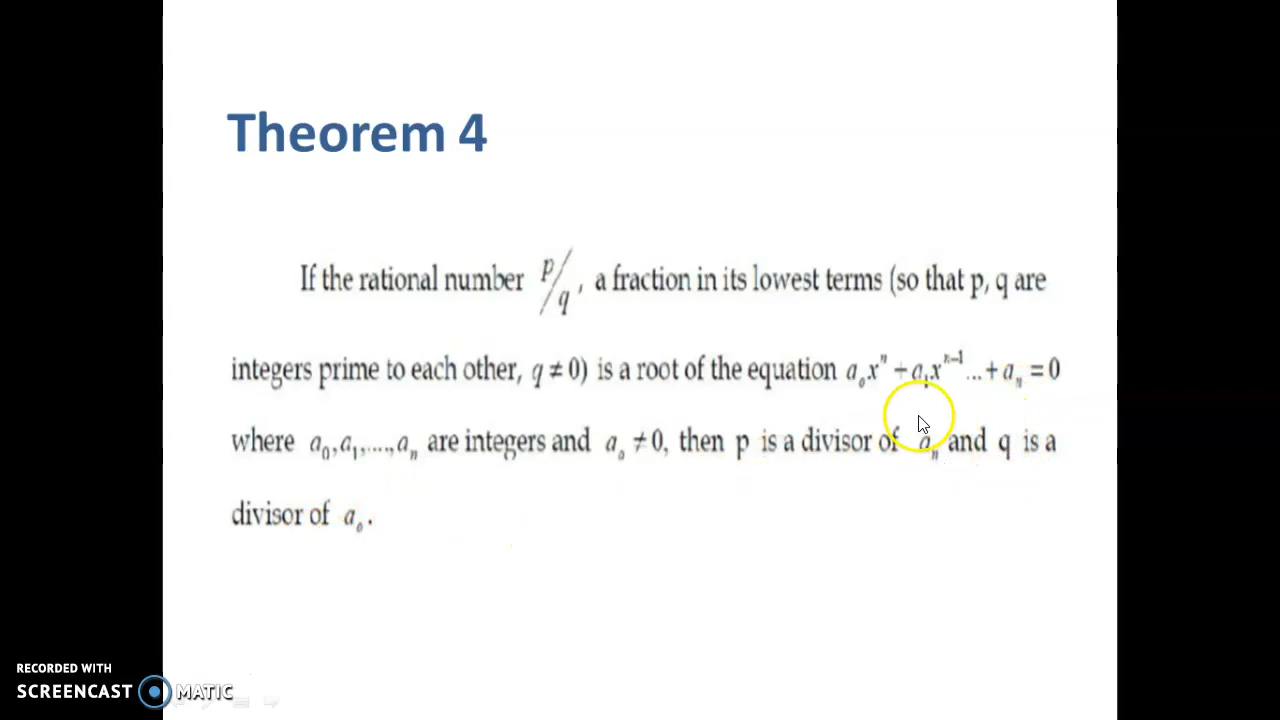 Theorem 4
If the rational number p/q, a fraction in its lowest terms (so that p, q are
integers prime to each other, q ≠ 0) is a root of the equation a₀xⁿ + a₁xⁿ⁻¹ ... + aₙ = 0
where a₀, a₁, ...., aₙ are integers and a₀ ≠ 0, then p is a divisor of aₙ and q is a
divisor of a₀.
RECORDED WITH
SCREENCAST MATIC